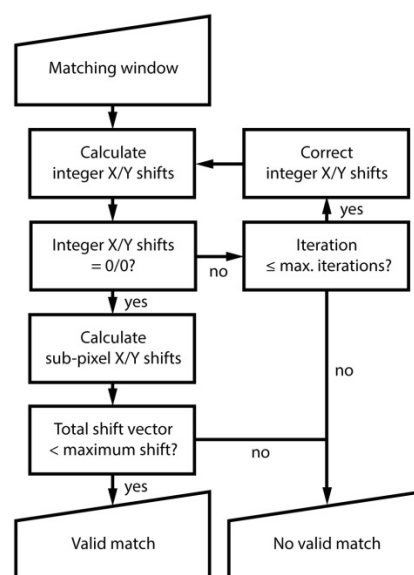 Matching window
Calculate
integer X/Y shifts
Correct
integer X/Y shifts
yes
Integer X/Y shifts
= 0/0?
no
Iteration
≤ max. iterations?
yes
Calculate
sub-pixel X/Y shifts
no
Total shift vector
< maximum shift?
no
yes
Valid match
No valid match